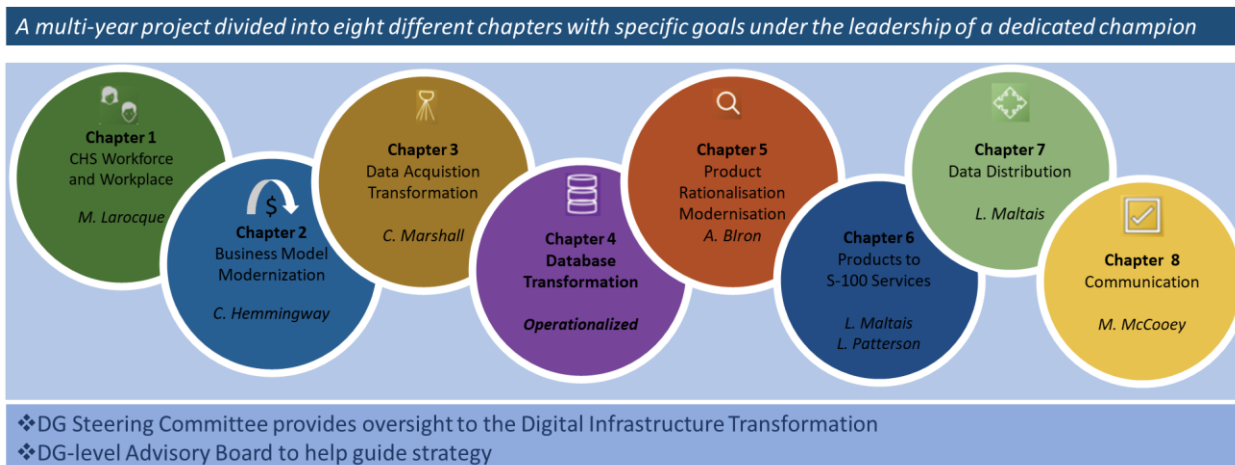 A multi-year project divided into eight different chapters with specific goals under the leadership of a dedicated champion
Chapter 1
CHS Workforce
and Workplace
M. Larocque
$
Chapter 2
Business Model
Modernization
C. Hemmingway
Chapter 3
Data Acquistion
Transformation
C. Marshall
Chapter 4
Database
Transformation
Operationalized
Chapter 5
Product
Rationalisation
Modernisation
A. BIron
Chapter 6
Products to
S-100 Services
L. Maltais
L. Patterson
Chapter 7
Data Distribution
L. Maltais
Chapter 8
Communication
M. McCooey
❖DG Steering Committee provides oversight to the Digital Infrastructure Transformation
❖DG-level Advisory Board to help guide strategy